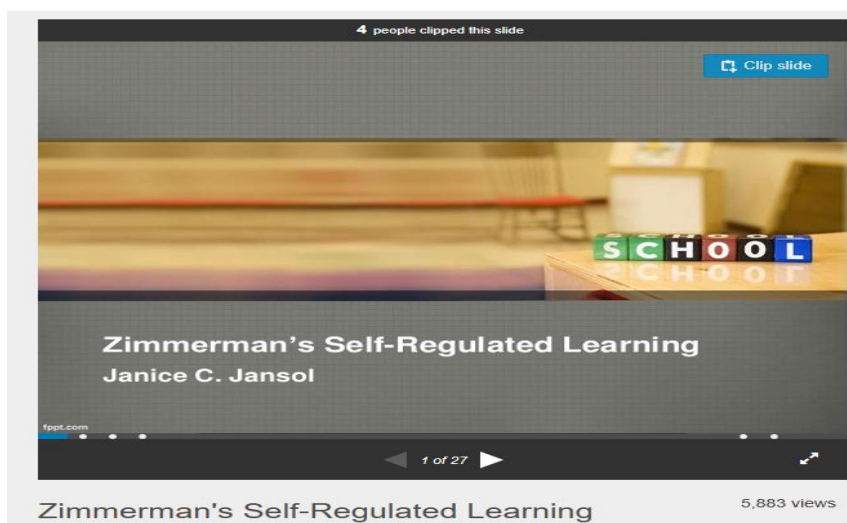 4 people clipped this slide
Clip slide
SCHOOL
Zimmerman's Self-Regulated Learning
Janice C. Jansol
fppt.com
1 of 27
Zimmerman's Self-Regulated Learning
5,883 views